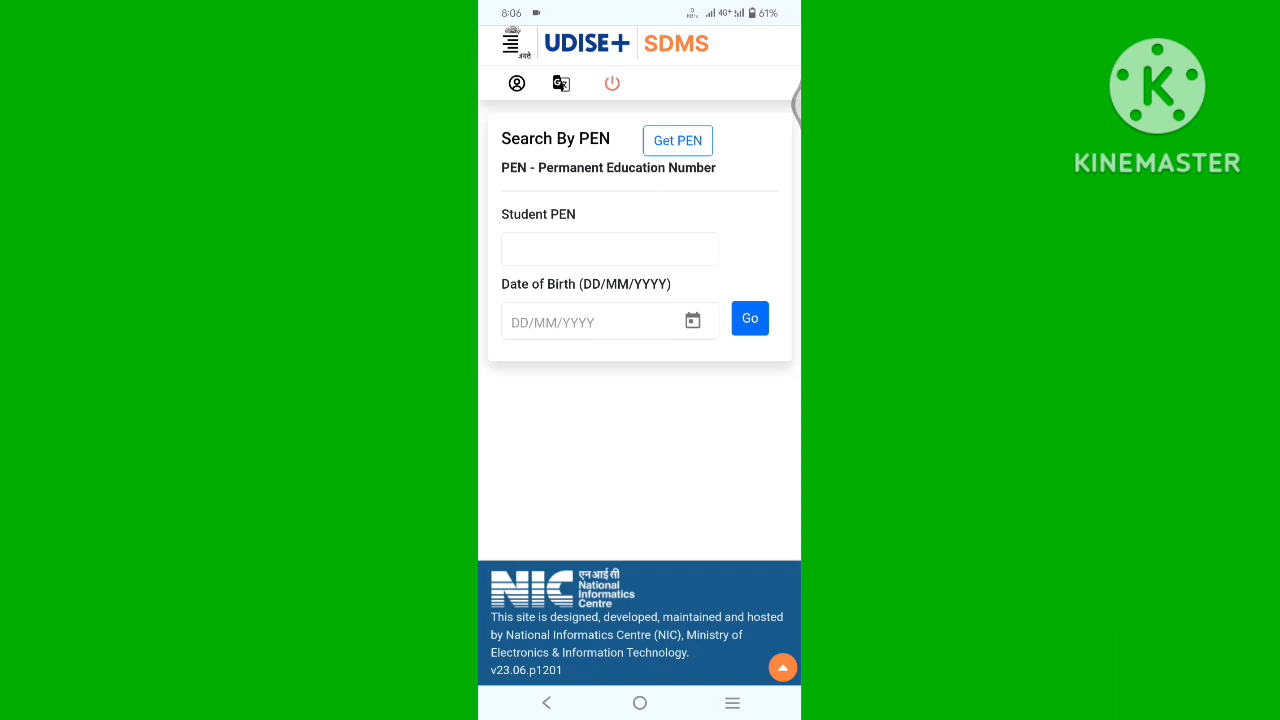 8:06
4G+
61%
UDISE+ SDMS
Search By PEN
Get PEN
PEN - Permanent Education Number
Student PEN
Date of Birth (DD/MM/YYYY)
DD/MM/YYYY
Go
NIC
एनआईसी
National
Informatics
Centre
This site is designed, developed, maintained and hosted
by National Informatics Centre (NIC), Ministry of
Electronics & Information Technology.
v23.06.p1201
K
KINEMASTER